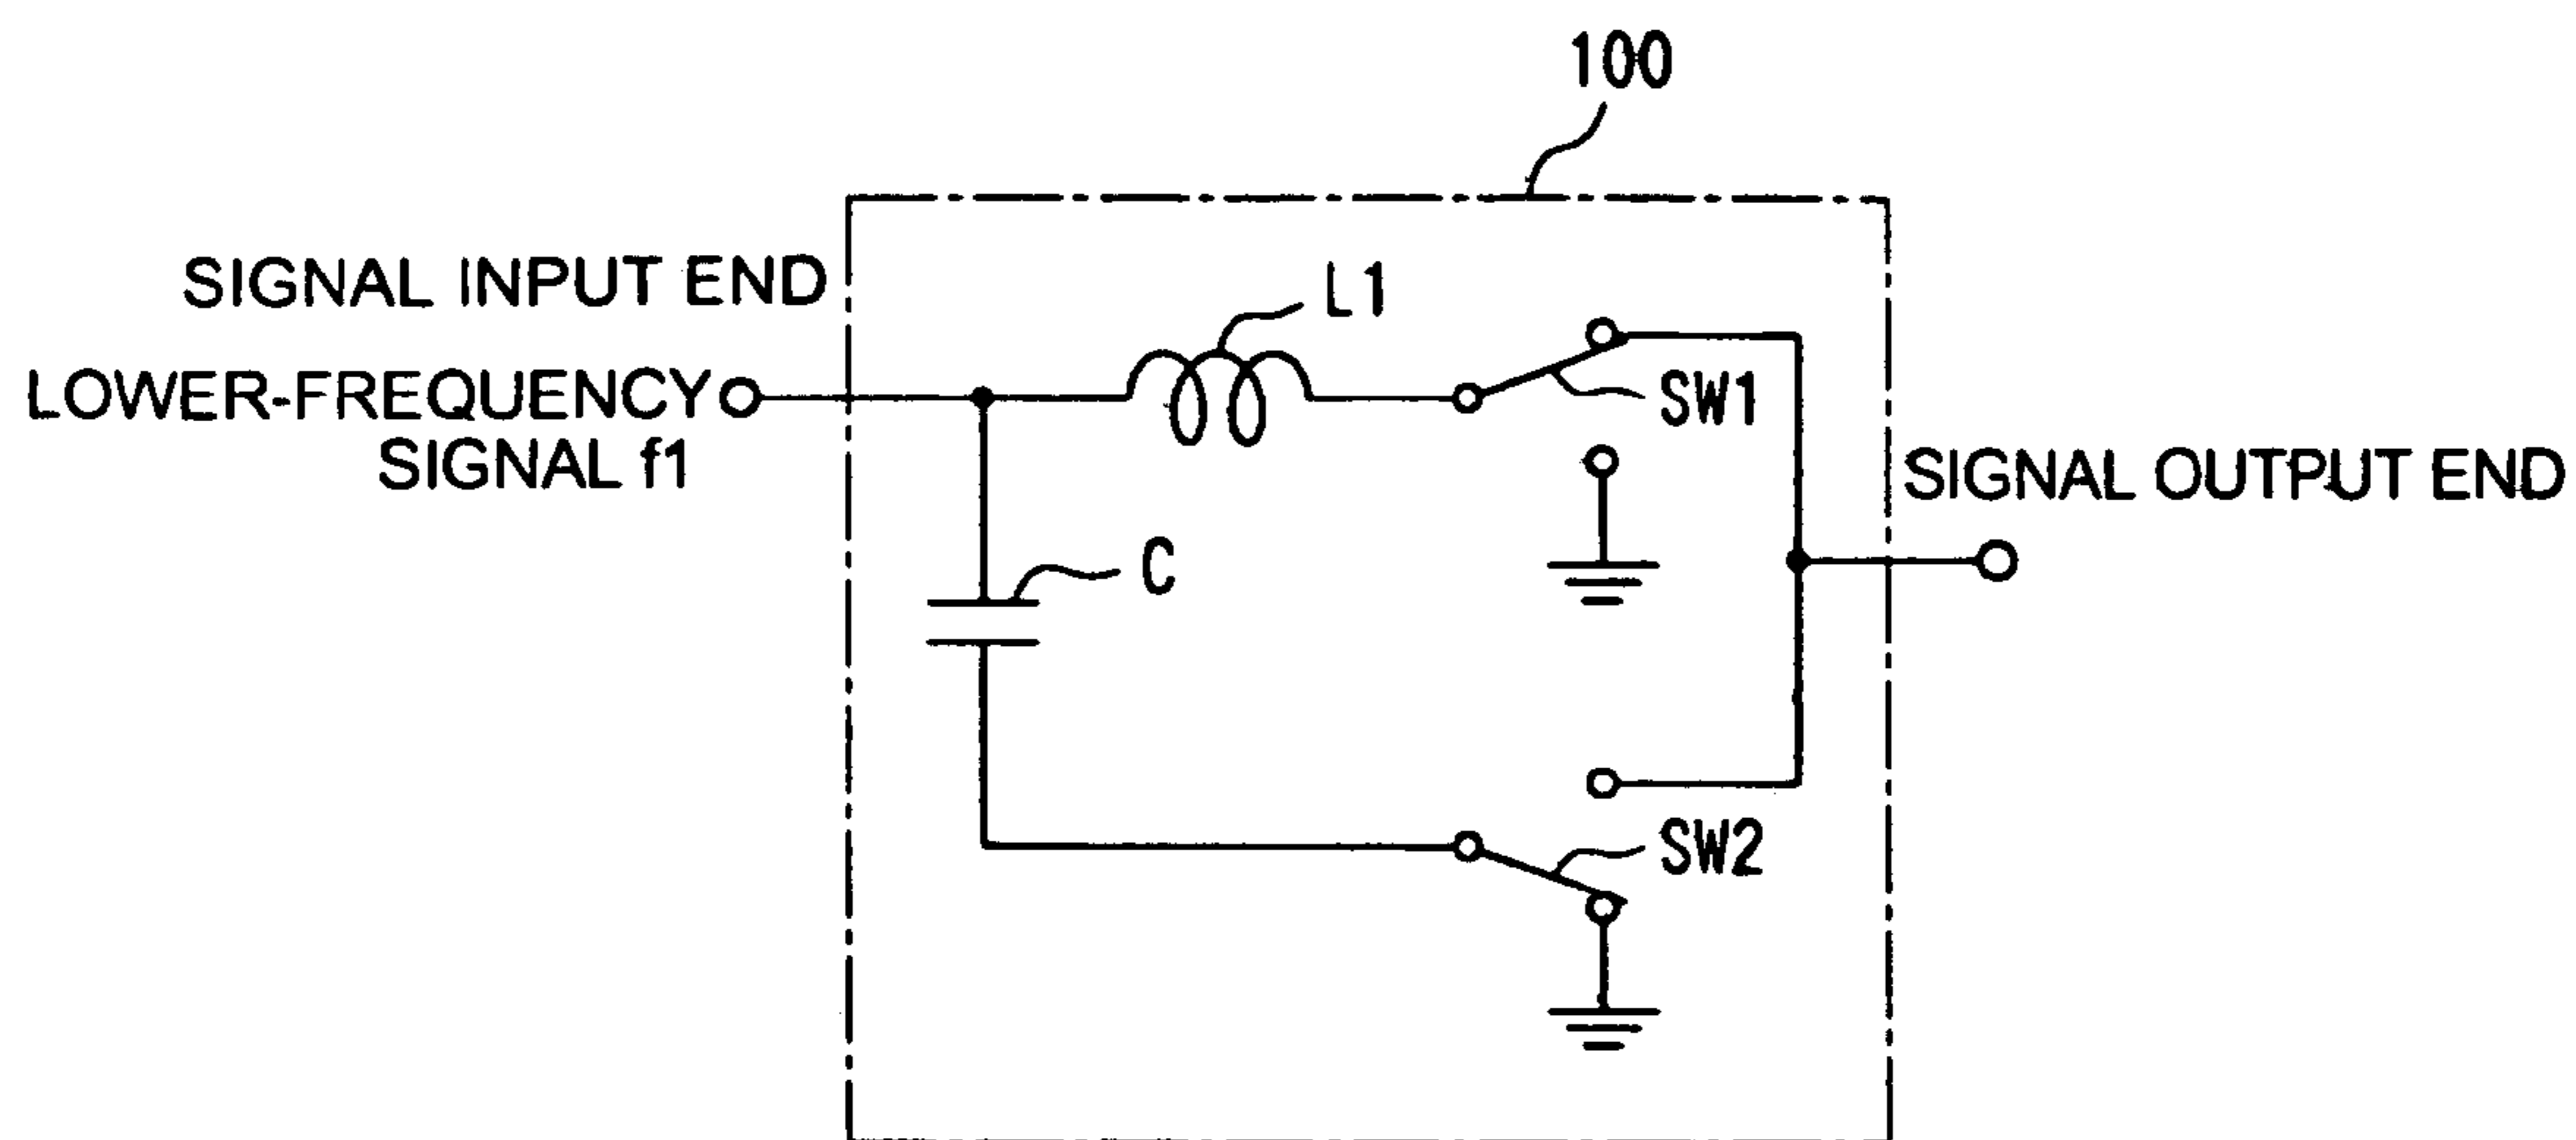 100
SIGNAL INPUT END
LOWER-FREQUENCY
SIGNAL f1
L1
SW1
SIGNAL OUTPUT END
C
SW2